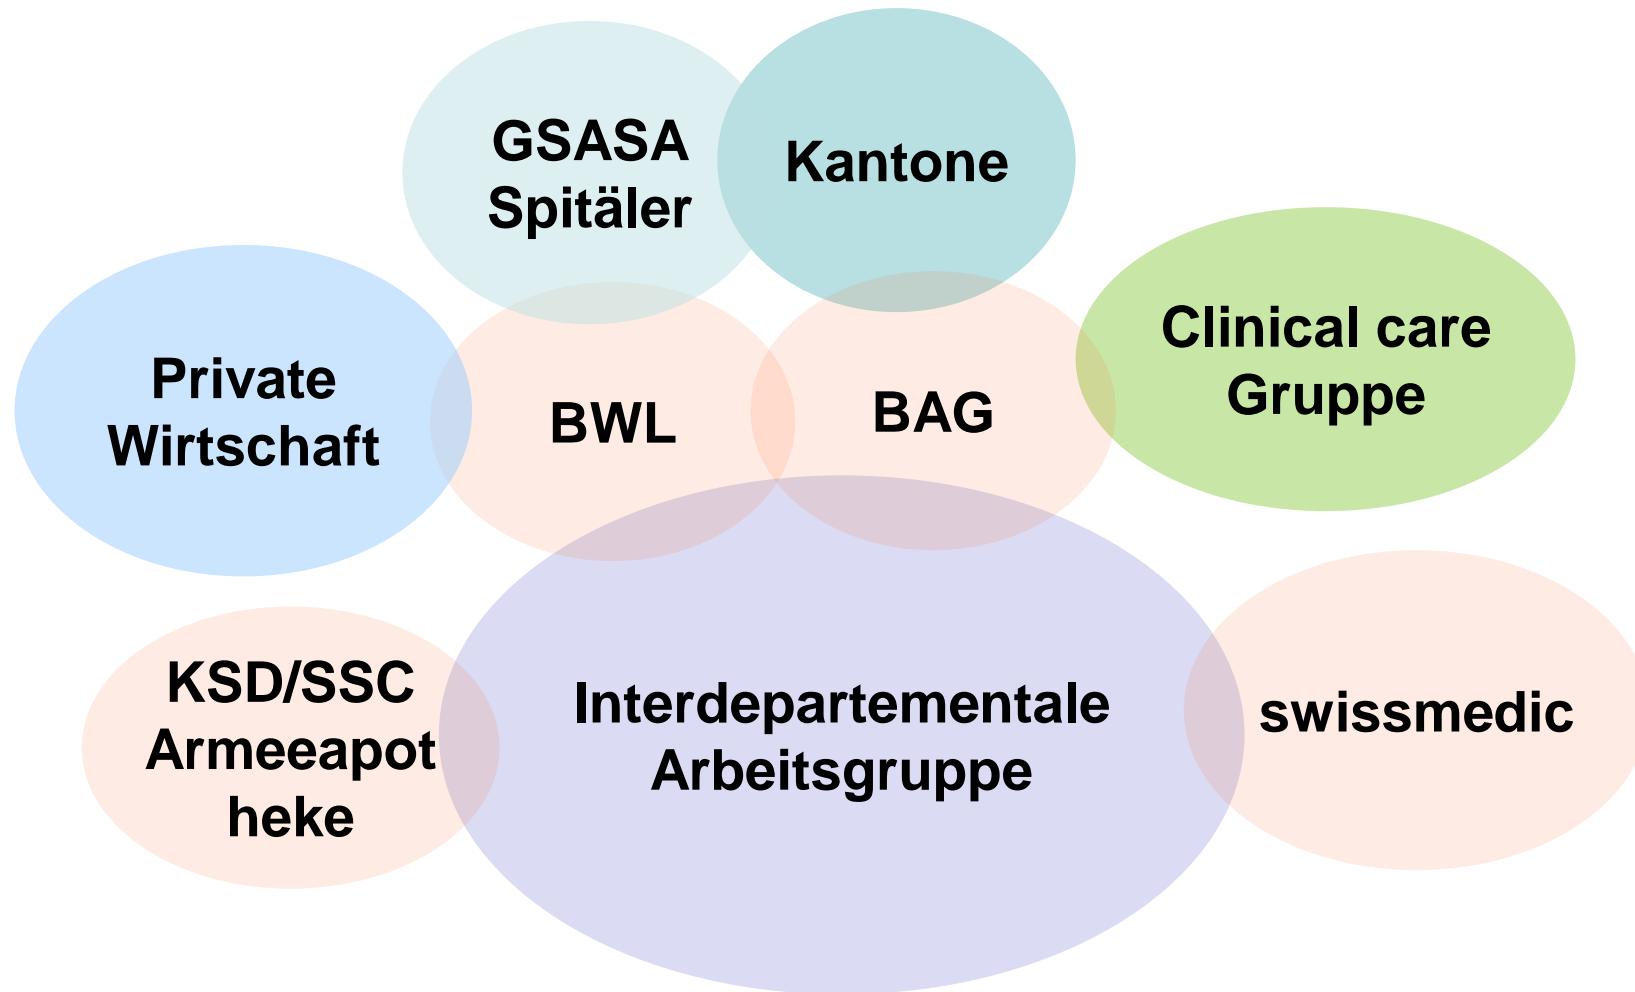 GSASA
Spitäler
Kantone
Private
Wirtschaft
BWL
BAG
Clinical care
Gruppe
KSD/SSC
Armeeapot
heke
Interdepartementale
Arbeitsgruppe
swissmedic